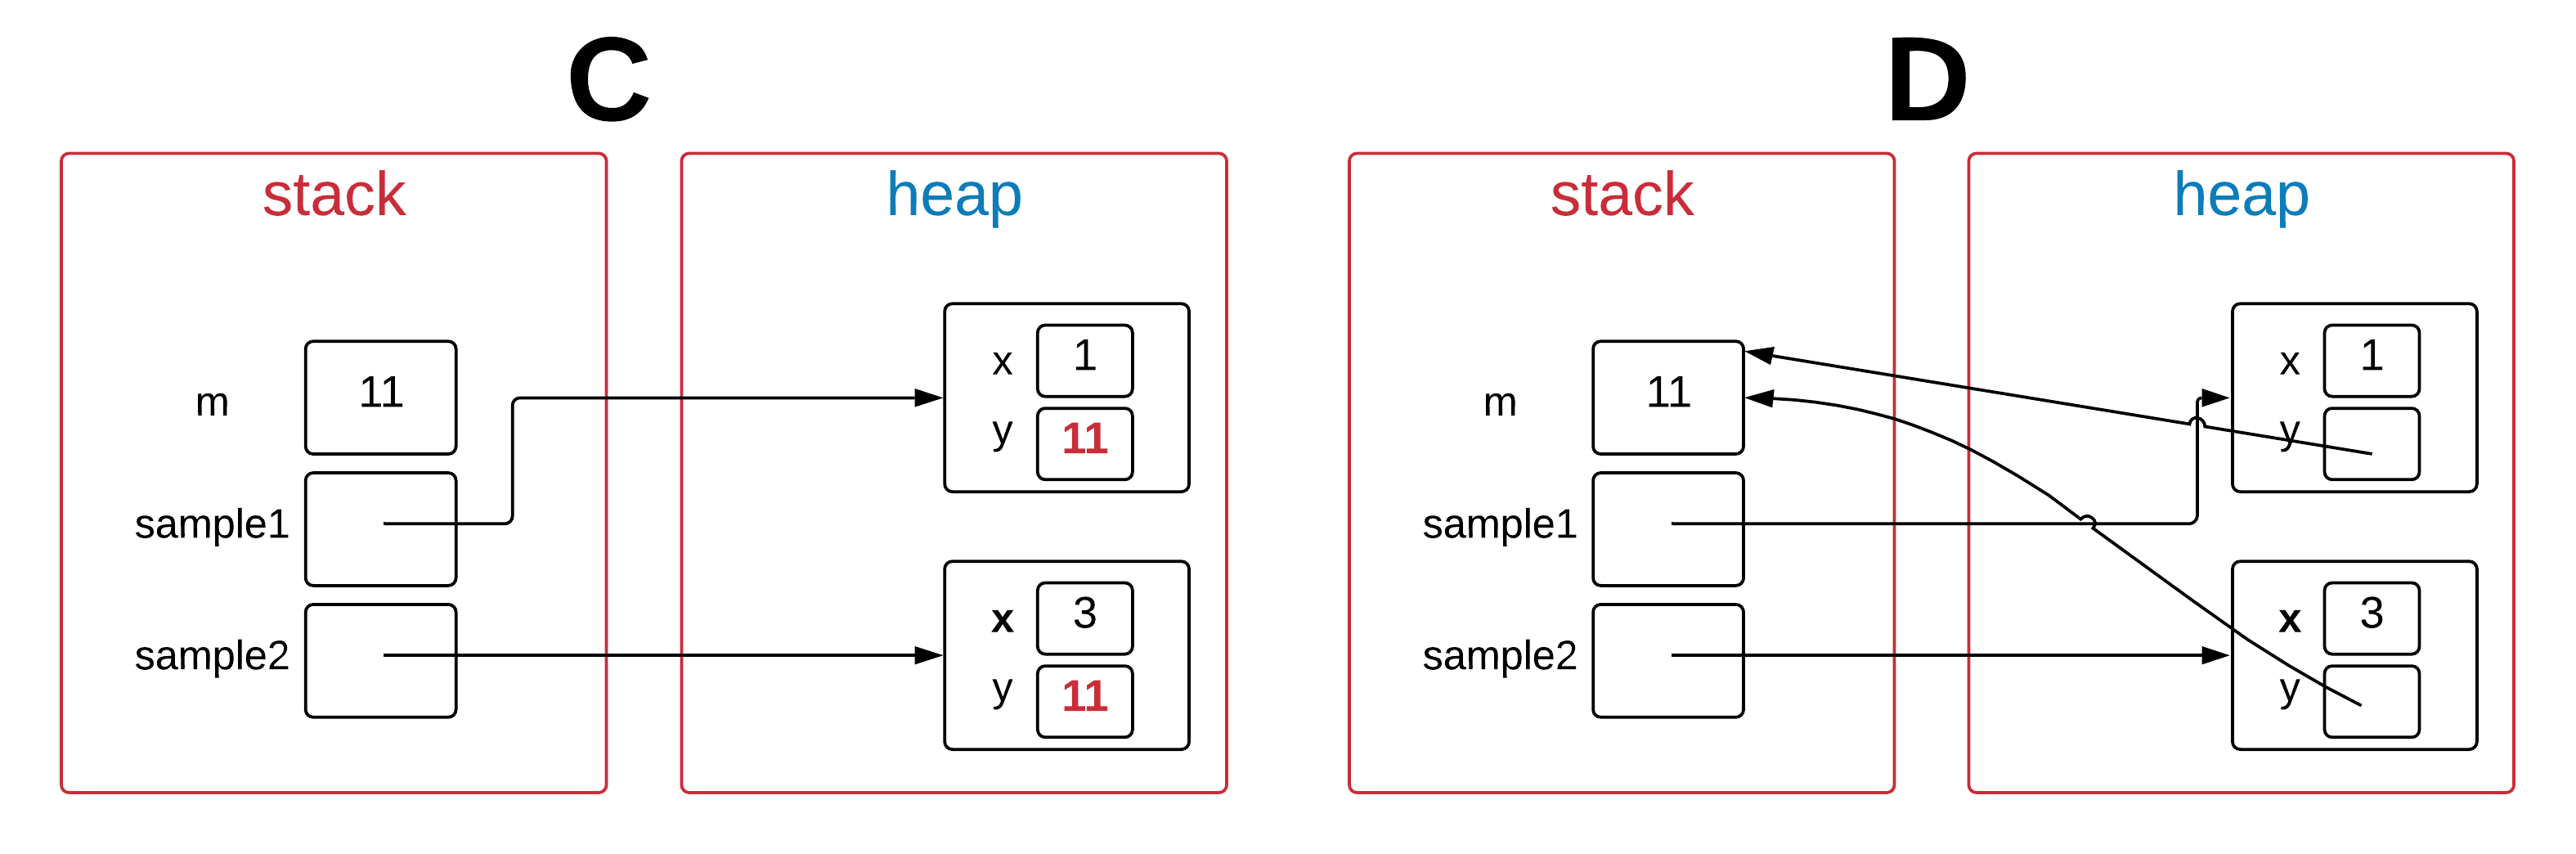 C
stack
heap
m 11
x 1
y 11
sample1
sample2
x 3
y 11
D
stack
heap
m 11
x 1
y
sample1
sample2
x 3
y